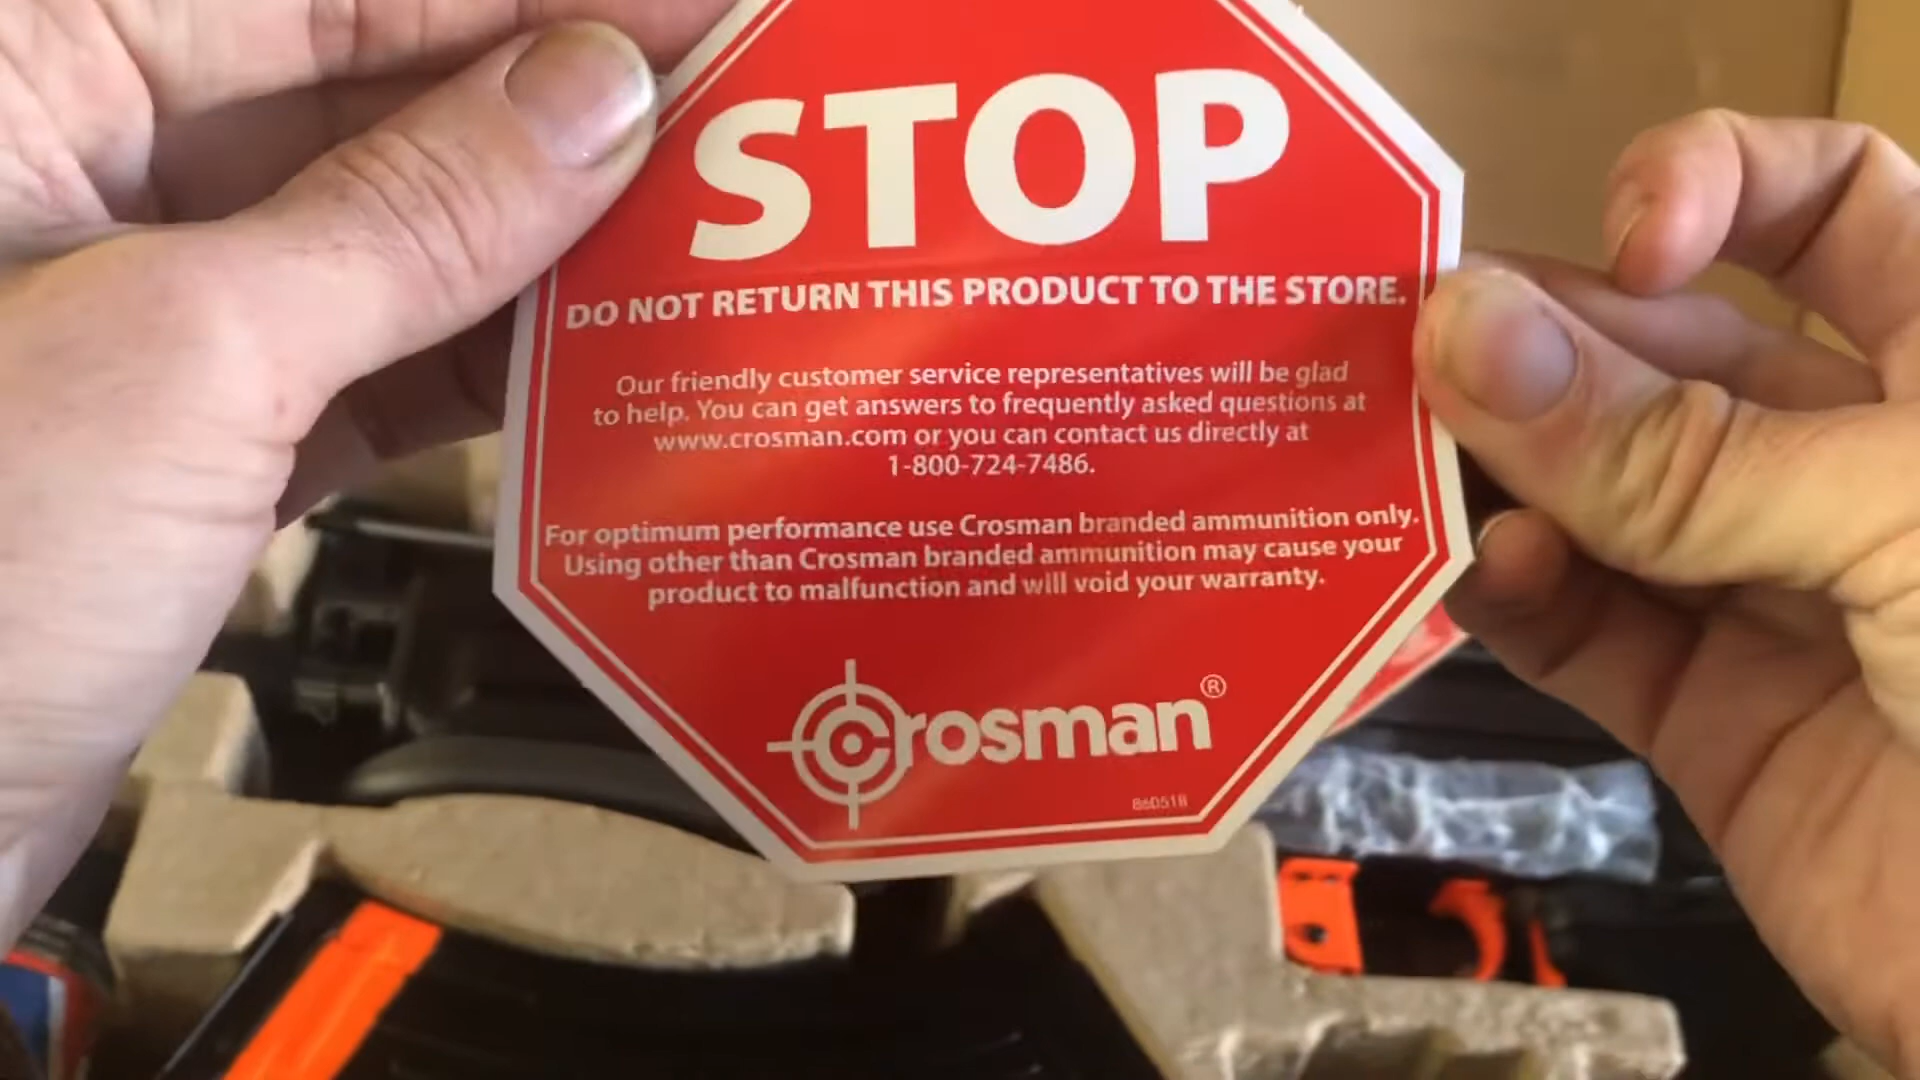 STOP
DO NOT RETURN THIS PRODUCT TO THE STORE.
Our friendly customer service representatives will be glad
to help. You can get answers to frequently asked questions at
www.crosman.com or you can contact us directly at
1-800-724-7486.
For optimum performance use Crosman branded ammunition only.
Using other than Crosman branded ammunition may cause your
product to malfunction and will void your warranty.
Crosman®
860518